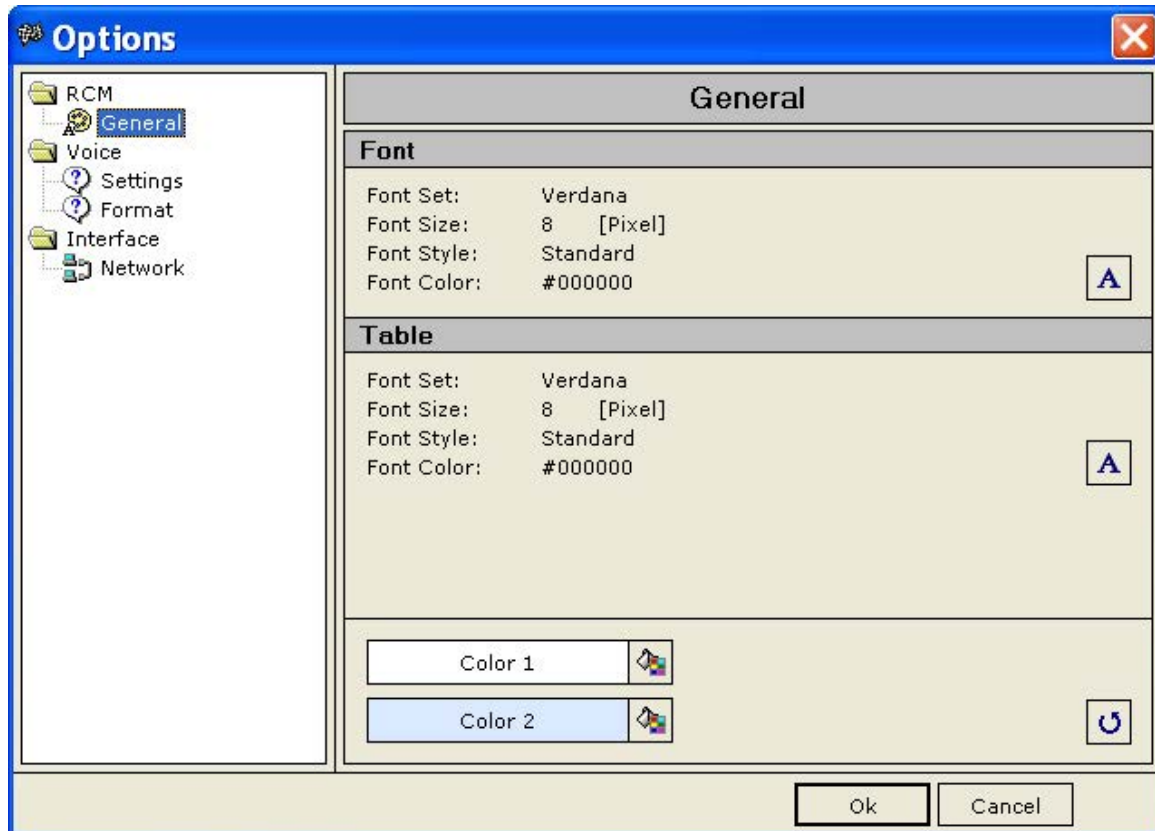 Options
RCM
General
Voice
Settings
Format
Interface
Network
General
Font
Font Set: Verdana
Font Size: 8 [Pixel]
Font Style: Standard
Font Color: #000000
A
Table
Font Set: Verdana
Font Size: 8 [Pixel]
Font Style: Standard
Font Color: #000000
A
Color 1
Color 2
Ok Cancel